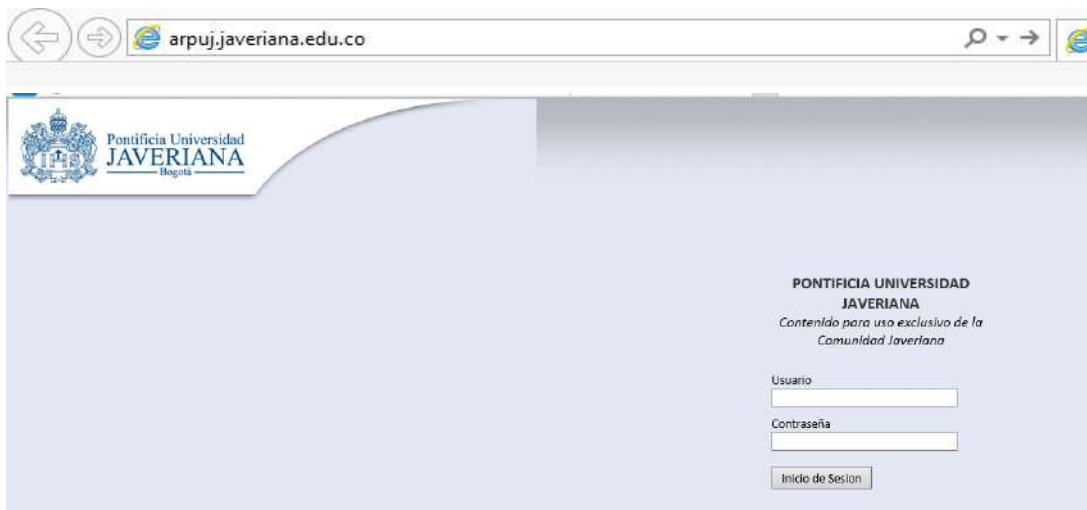 arpuj.javeriana.edu.co
Pontificia Universidad
JAVERIANA
Bogotá
PONTIFICIA UNIVERSIDAD
JAVERIANA
Contenido para uso exclusivo de la
Comunidad Javeriana
Usuario
Contraseña
Inicio de Sesion